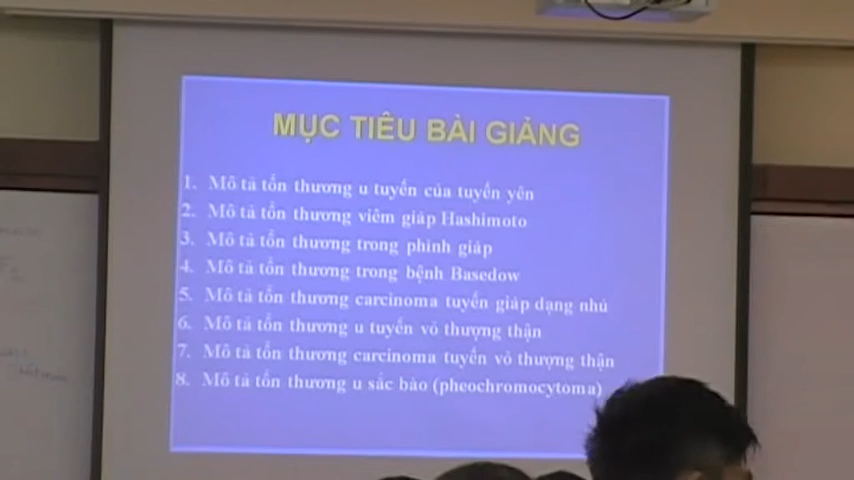 MỤC TIÊU BÀI GIẢNG
1. Mô tả tổn thương u tuyến của tuyến yên
2. Mô tả tổn thương viêm giáp Hashimoto
3. Mô tả tổn thương trong phình giáp
4. Mô tả tổn thương trong bệnh Basedow
5. Mô tả tổn thương carcinoma tuyến giáp dạng nhú
6. Mô tả tổn thương u tuyến vỏ thượng thận
7. Mô tả tổn thương carcinoma tuyến vỏ thượng thận
8. Mô tả tổn thương u sắc bào (pheochromocytoma)